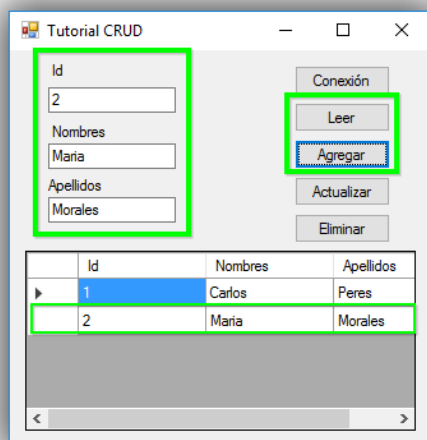 Tutorial CRUD
Id
2
Nombres
Maria
Apellidos
Morales
Conexión
Leer
Agregar
Actualizar
Eliminar
Id Nombres Apellidos
1 Carlos Peres
2 Maria Morales